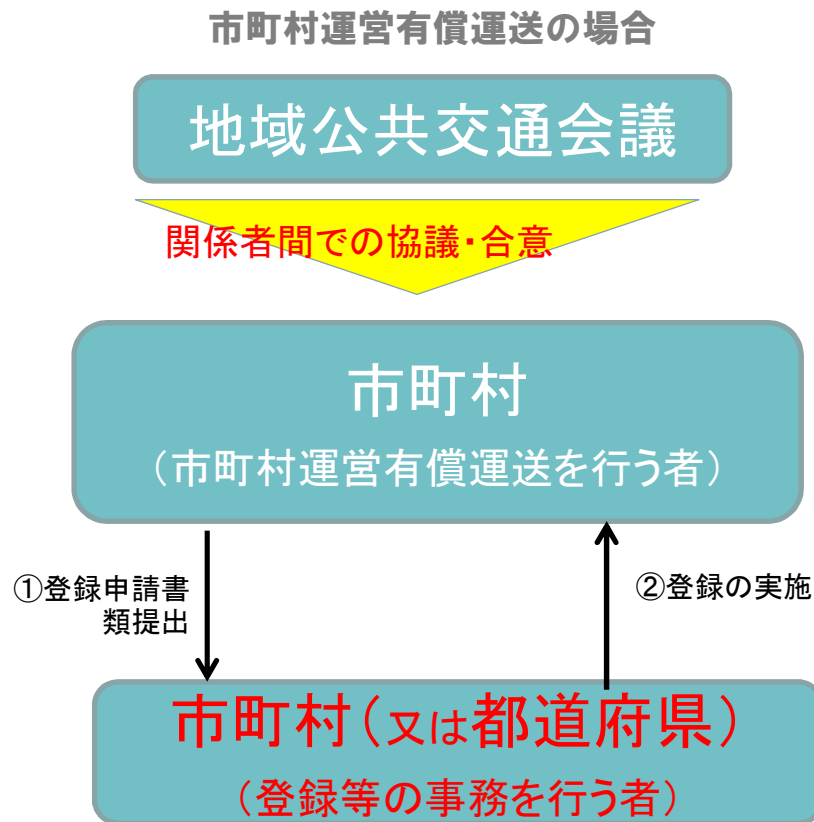 市町村運営有償運送の場合
地域公共交通会議
関係者間での協議・合意
市町村
（市町村運営有償運送を行う者）
①登録申請書
類提出
②登録の実施
市町村（又は都道府県）
（登録等の事務を行う者）